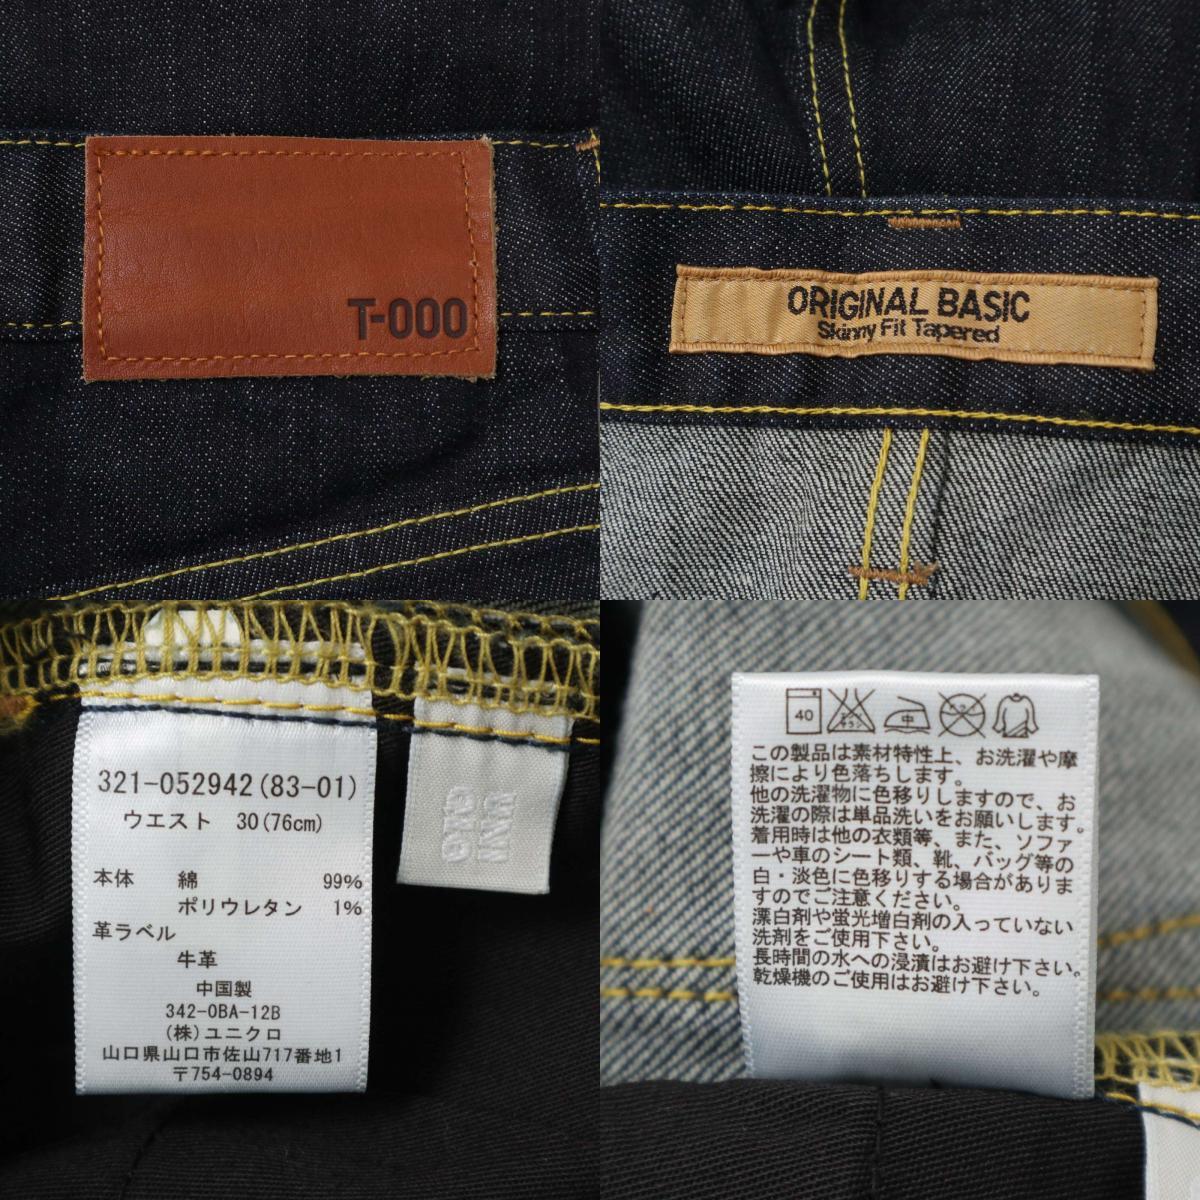 T-000
ORIGINAL BASIC
Skinny Fit Tapered
321-052942(83-01)
ウエスト 30(76cm)
本体 綿 99%
ポリウレタン 1%
革ラベル
牛革
中国製
342-0BA-12B
(株)ユニクロ
山口県山口市佐山717番地1
〒754-0894
40
中
この製品は素材特性上、お洗濯や摩
擦により色落ちします。
他の洗濯物に色移りしますので、お
洗濯の際は単品洗いをお願いします。
着用時は他の衣類等、また、ソファ
ーや車のシート類、靴、バッグ等の
白・淡色に色移りする場合がありま
すのでご注意ください。
漂白剤や蛍光増白剤の入っていない
洗剤をご使用下さい。
長時間の水への浸漬はお避け下さい。
乾燥機のご使用はお避け下さい。